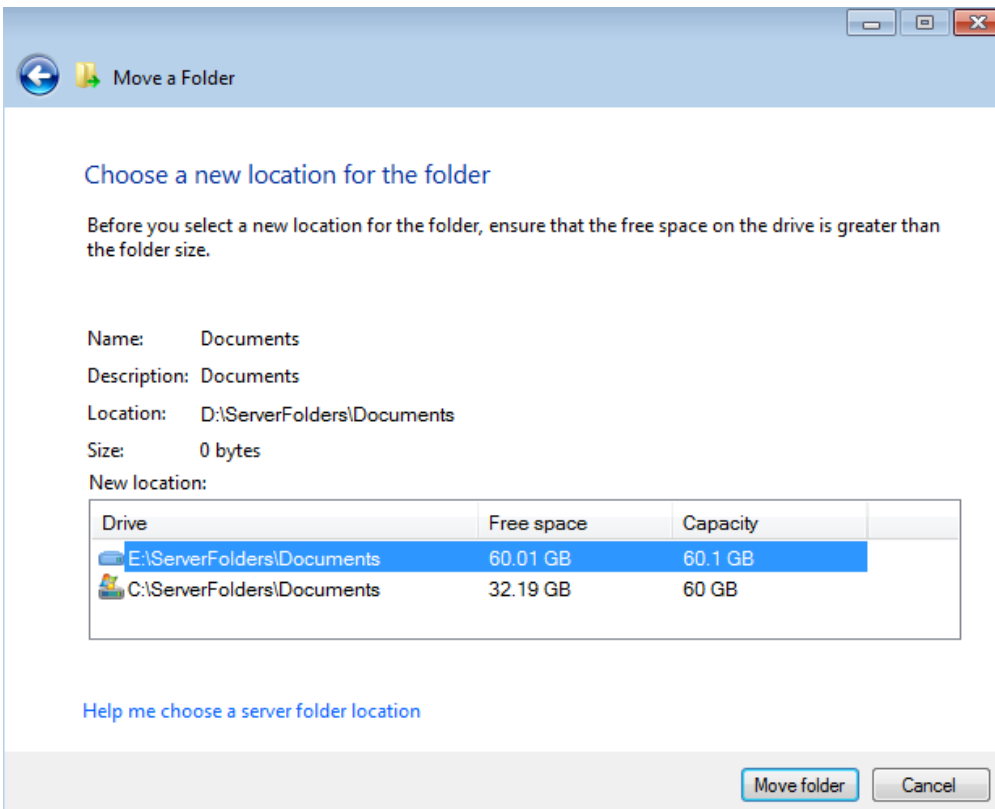 Move a Folder
Choose a new location for the folder
Before you select a new location for the folder, ensure that the free space on the drive is greater than
the folder size.
Name: Documents
Description: Documents
Location: D:\ServerFolders\Documents
Size: 0 bytes
New location:
Drive Free space Capacity
E:\ServerFolders\Documents 60.01 GB 60.1 GB
C:\ServerFolders\Documents 32.19 GB 60 GB
Help me choose a server folder location
Move folder Cancel